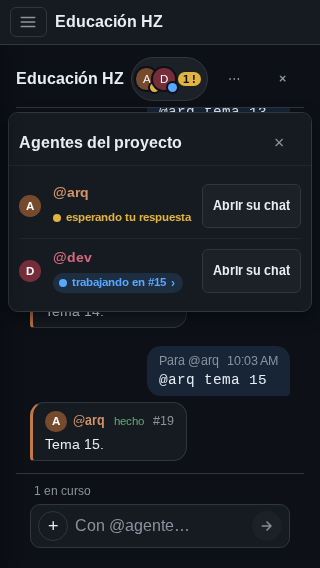 Educación HZ
Educación HZ A D 1 ! ··· ×
@arq tema 13
Agentes del proyecto ×
@arq
A esperando tu respuesta Abrir su chat
@dev
D trabajando en #15 › Abrir su chat
Tema 14.
Para @arq 10:03 AM
@arq tema 15
A @arq hecho #19
Tema 15.
1 en curso
+ Con @agente… →